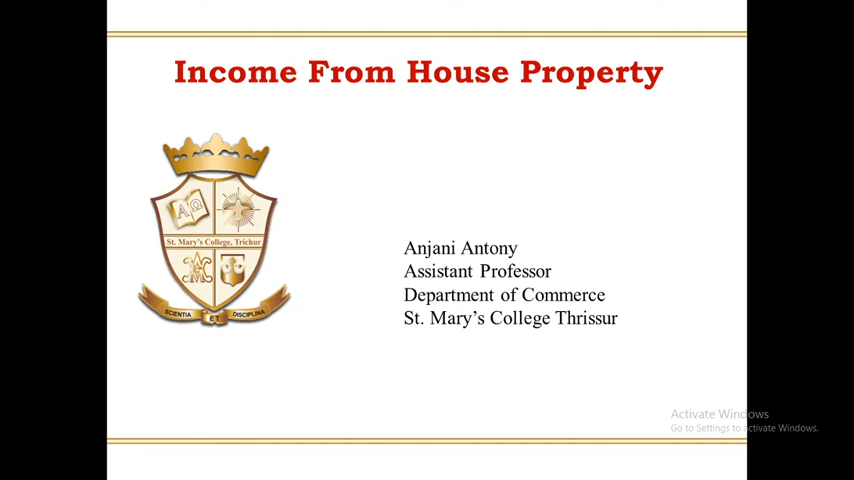 Income From House Property
St. Mary's College, Trichur
SCIENTIA ET DISCIPLINA
Anjani Antony
Assistant Professor
Department of Commerce
St. Mary's College Thrissur
Activate Windows
Go to Settings to activate Windows.